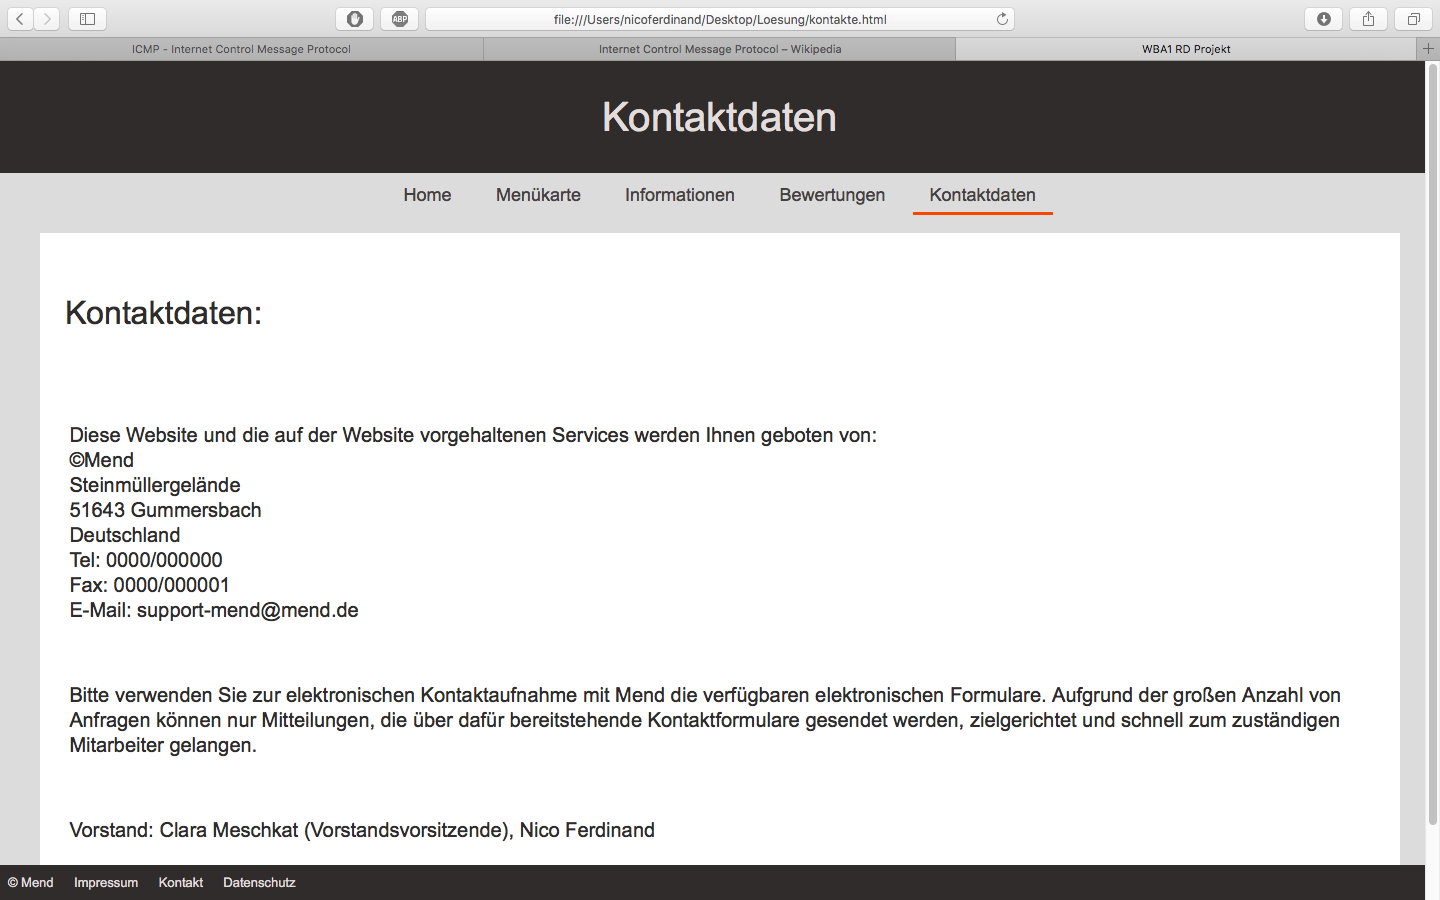 ABP
file:///Users/nicoferdinand/Desktop/Loesung/kontakte.html
ICMP - Internet Control Message Protocol
Internet Control Message Protocol – Wikipedia
WBA1 RD Projekt
Kontaktdaten
Home
Menükarte
Informationen
Bewertungen
Kontaktdaten
Kontaktdaten:
Diese Website und die auf der Website vorgehaltenen Services werden Ihnen geboten von:
©Mend
Steinmüllergelände
51643 Gummersbach
Deutschland
Tel: 0000/000000
Fax: 0000/000001
E-Mail: support-mend@mend.de
Bitte verwenden Sie zur elektronischen Kontaktaufnahme mit Mend die verfügbaren elektronischen Formulare. Aufgrund der großen Anzahl von
Anfragen können nur Mitteilungen, die über dafür bereitstehende Kontaktformulare gesendet werden, zielgerichtet und schnell zum zuständigen
Mitarbeiter gelangen.
Vorstand: Clara Meschkat (Vorstandsvorsitzende), Nico Ferdinand
© Mend
Impressum
Kontakt
Datenschutz